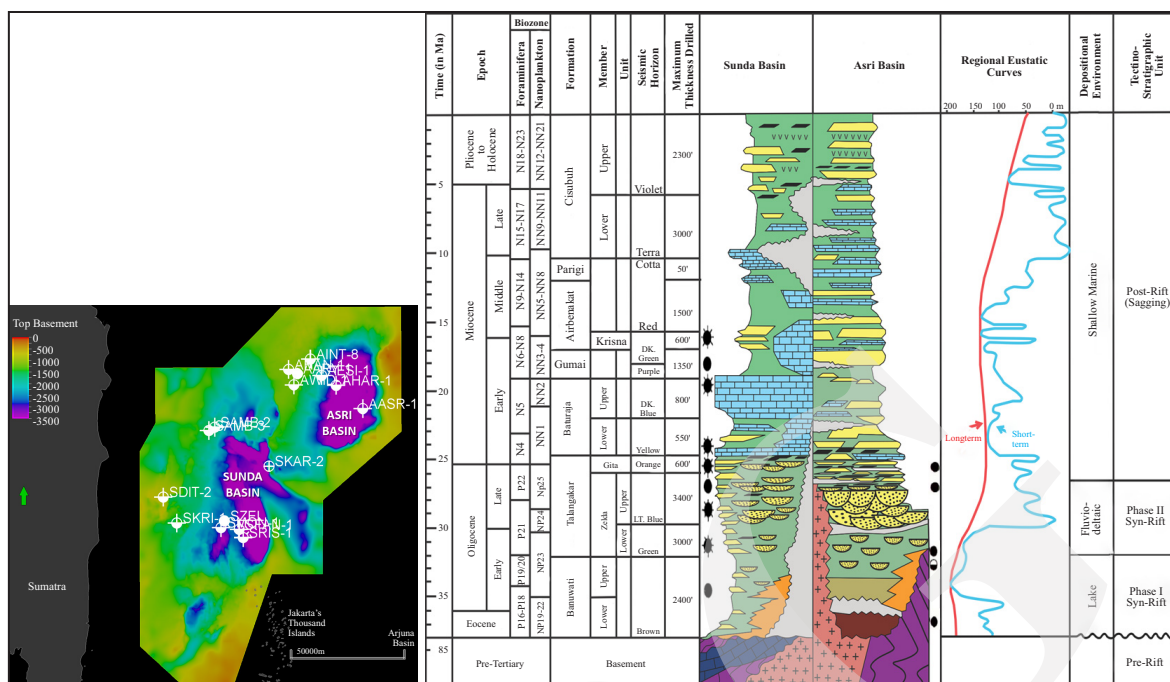 Top Basement
0
-500
-1000
-1500
-2000
-2500
-3000
-3500
AINT-8
LAHAR-1
AASR-1
ASRI
BASIN
SAMB-2
SKAR-2
SUNDA
BASIN
SDIT-2
SKRI-1
SZEL
SRIS-1
Sumatra
Jakarta's
Thousand
Islands
Arjuna
Basin
50000m
Time (in Ma)
Epoch
Biozone
Foraminifera
Nanoplankton
Formation
Member
Unit
Seismic
Horizon
Maximum
Thickness Drilled
Sunda Basin
Asri Basin
Regional Eustatic
Curves
200
100
50
0 m
Depositional
Environment
Tectino-
Stratigraphic
Unit
5
10
15
20
25
30
35
85
Pliocene
to
Holocene
Miocene
Late
Middle
Early
Oligocene
Late
Early
Eocene
Pre-Tertiary
N18-N23
N15-N17
N9-N14
N6-N8
N5
N4
P22
P21
P19/20
P16-P18
NN12-NN21
NN9-NN11
NN5-NN8
NN3-4
NN2
NN1
Np25
NP24
NP23
NP19-22
Cisubuh
Parigi
Airbenakat
Gumai
Baturaja
Talangakar
Banuwati
Basement
Upper
Lover
Krisna
Upper
Lower
Gita
Zelda
Upper
Lower
Upper
Lower
Violet
Terra
Cotta
Red
DK.
Green
Purple
DK.
Blue
Yellow
Orange
LT. Blue
Green
Brown
2300'
3000'
50'
1500'
600'
1350'
800'
550'
600'
3400'
3000'
2400'
Longterm
Short-
term
Shallow Marine
Fluvio-
deltaic
Lake
Post-Rift
(Sagging)
Phase II
Syn-Rift
Phase I
Syn-Rift
Pre-Rift